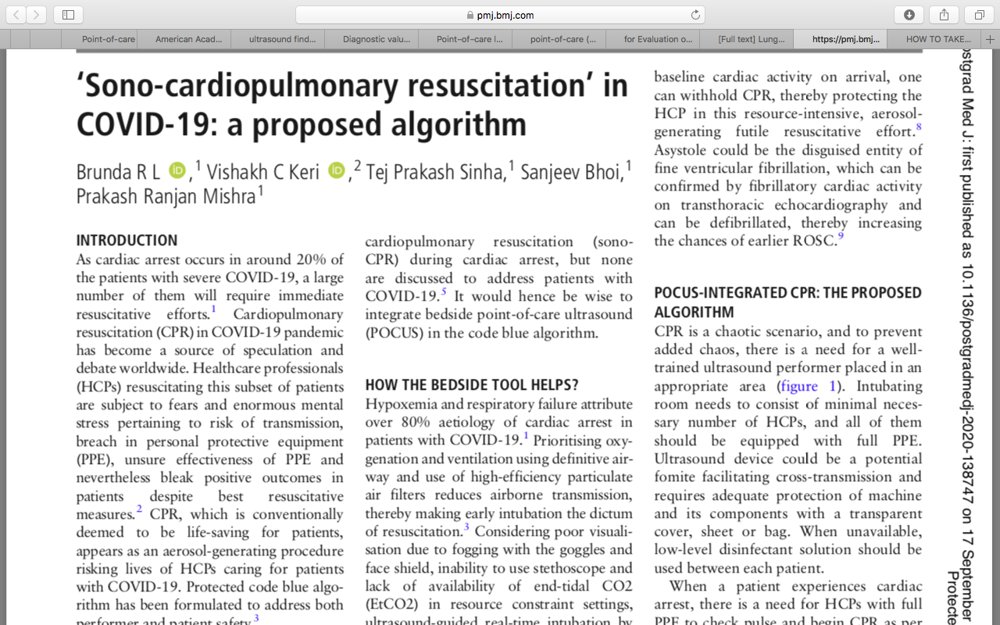 pmj.bmj.com
Point-of-care
American Acad...
ultrasound find...
Diagnostic valu...
Point–of–care l...
point-of-care (...
for Evaluation o...
[Full text] Lung...
https://pmj.bmj...
HOW TO TAKE...
‘Sono-cardiopulmonary resuscitation’ in
COVID-19: a proposed algorithm
Brunda R L iD ,1 Vishakh C Keri iD ,2 Tej Prakash Sinha,1 Sanjeev Bhoi,1
Prakash Ranjan Mishra1
INTRODUCTION
As cardiac arrest occurs in around 20% of
the patients with severe COVID-19, a large
number of them will require immediate
resuscitative efforts.1 Cardiopulmonary
resuscitation (CPR) in COVID-19 pandemic
has become a source of speculation and
debate worldwide. Healthcare professionals
(HCPs) resuscitating this subset of patients
are subject to fears and enormous mental
stress pertaining to risk of transmission,
breach in personal protective equipment
(PPE), unsure effectiveness of PPE and
nevertheless bleak positive outcomes in
patients despite best resuscitative
measures.2 CPR, which is conventionally
deemed to be life-saving for patients,
appears as an aerosol-generating procedure
risking lives of HCPs caring for patients
with COVID-19. Protected code blue algo-
rithm has been formulated to address both
performer and patient safety.3
cardiopulmonary resuscitation (sono-
CPR) during cardiac arrest, but none
are discussed to address patients with
COVID-19.5 It would hence be wise to
integrate bedside point-of-care ultrasound
(POCUS) in the code blue algorithm.
HOW THE BEDSIDE TOOL HELPS?
Hypoxemia and respiratory failure attribute
over 80% aetiology of cardiac arrest in
patients with COVID-19.1 Prioritising oxy-
genation and ventilation using definitive air-
way and use of high-efficiency particulate
air filters reduces airborne transmission,
thereby making early intubation the dictum
of resuscitation.3 Considering poor visuali-
sation due to fogging with the goggles and
face shield, inability to use stethoscope and
lack of availability of end-tidal CO2
(EtCO2) in resource constraint settings,
ultrasound-guided real-time intubation by
baseline cardiac activity on arrival, one
can withhold CPR, thereby protecting the
HCP in this resource-intensive, aerosol-
generating futile resuscitative effort.8
Asystole could be the disguised entity of
fine ventricular fibrillation, which can be
confirmed by fibrillatory cardiac activity
on transthoracic echocardiography and
can be defibrillated, thereby increasing
the chances of earlier ROSC.9
POCUS-INTEGRATED CPR: THE PROPOSED
ALGORITHM
CPR is a chaotic scenario, and to prevent
added chaos, there is a need for a well-
trained ultrasound performer placed in an
appropriate area (figure 1). Intubating
room needs to consist of minimal neces-
sary number of HCPs, and all of them
should be equipped with full PPE.
Ultrasound device could be a potential
fomite facilitating cross-transmission and
requires adequate protection of machine
and its components with a transparent
cover, sheet or bag. When unavailable,
low-level disinfectant solution should be
used between each patient.
When a patient experiences cardiac
arrest, there is a need for HCPs with full
PPE to check pulse and begin CPR as per
ostgrad Med J: first published as 10.1136/postgradmedj-2020-138747 on 17 September
Protecte